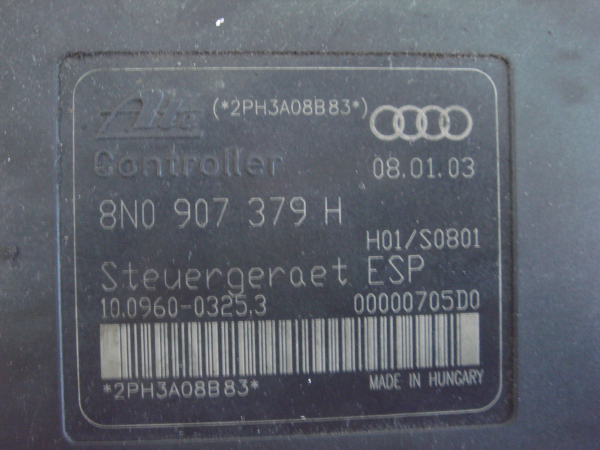 Ate (*2PH3A08B83*)
Controller 08.01.03
8N0 907 379 H
H01/S0801
Steuergeraet ESP
10.0960-0325.3 00000705D0
*2PH3A08B83* MADE IN HUNGARY